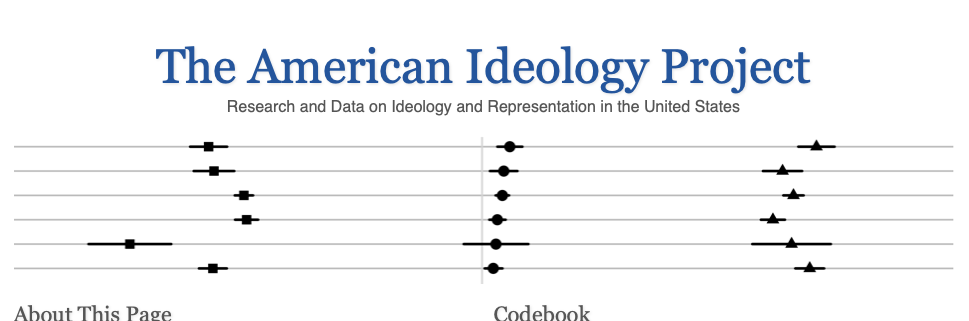 The American Ideology Project
Research and Data on Ideology and Representation in the United States
About This Page
Codebook